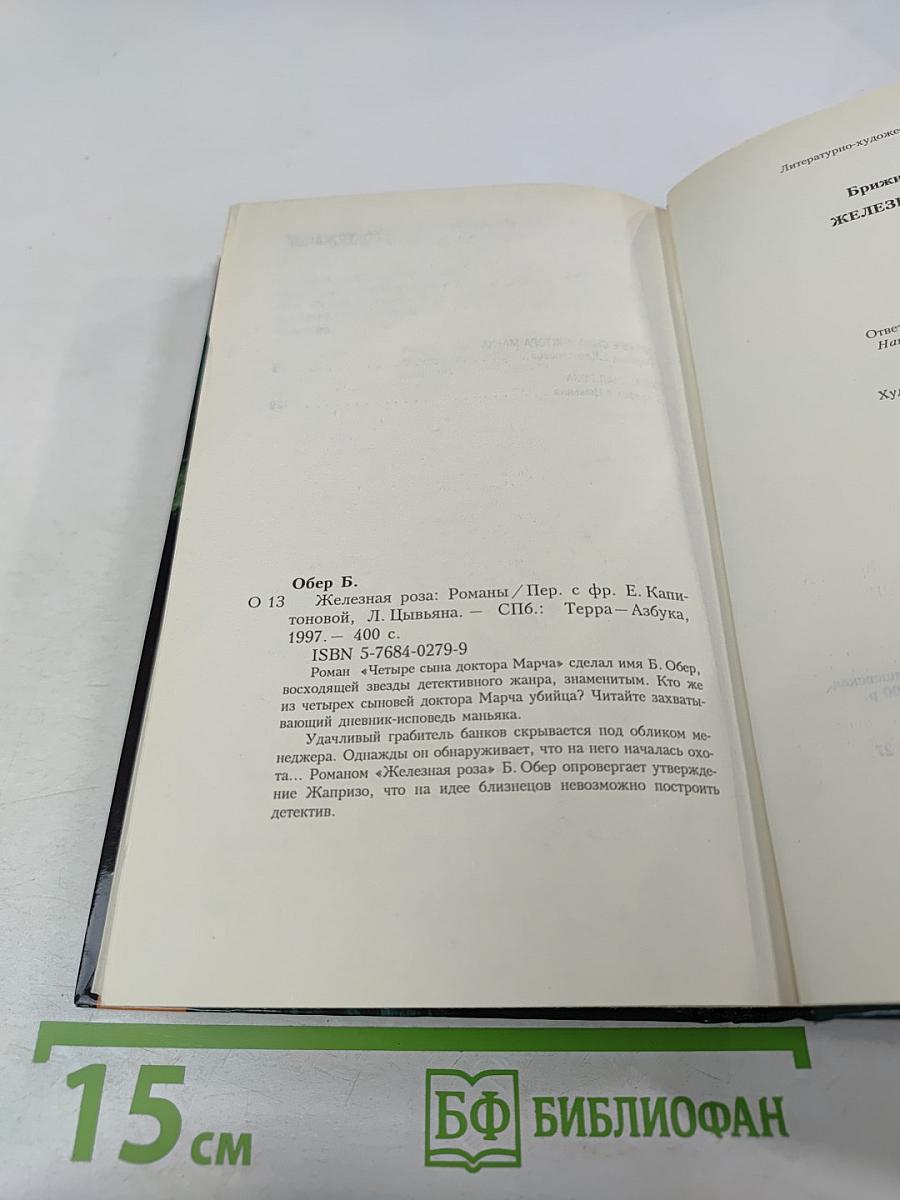 Обер Б.
О 13 Железная роза: Романы / Пер. с фр. Е. Капи-
тоновой, Л. Цывьяна. — СПб.: Терра—Азбука,
1997.— 400 с.
ISBN 5-7684-0279-9
Роман «Четыре сына доктора Марча» сделал имя Б. Обер,
восходящей звезды детективного жанра, знаменитым. Кто же
из четырех сыновей доктора Марча убийца? Читайте захваты-
вающий дневник-исповедь маньяка.
Удачливый грабитель банков скрывается под обликом ме-
неджера. Однажды он обнаруживает, что на него началась охо-
та... Романом «Железная роза» Б. Обер опровергает утвержде-
ние Жапризо, что на идее близнецов невозможно построить
детектив.
Литературно-художе
Брижи
ЖЕЛЕЗ
Отве
На
Худ
27
15 см
БФ БИБЛИОФАН